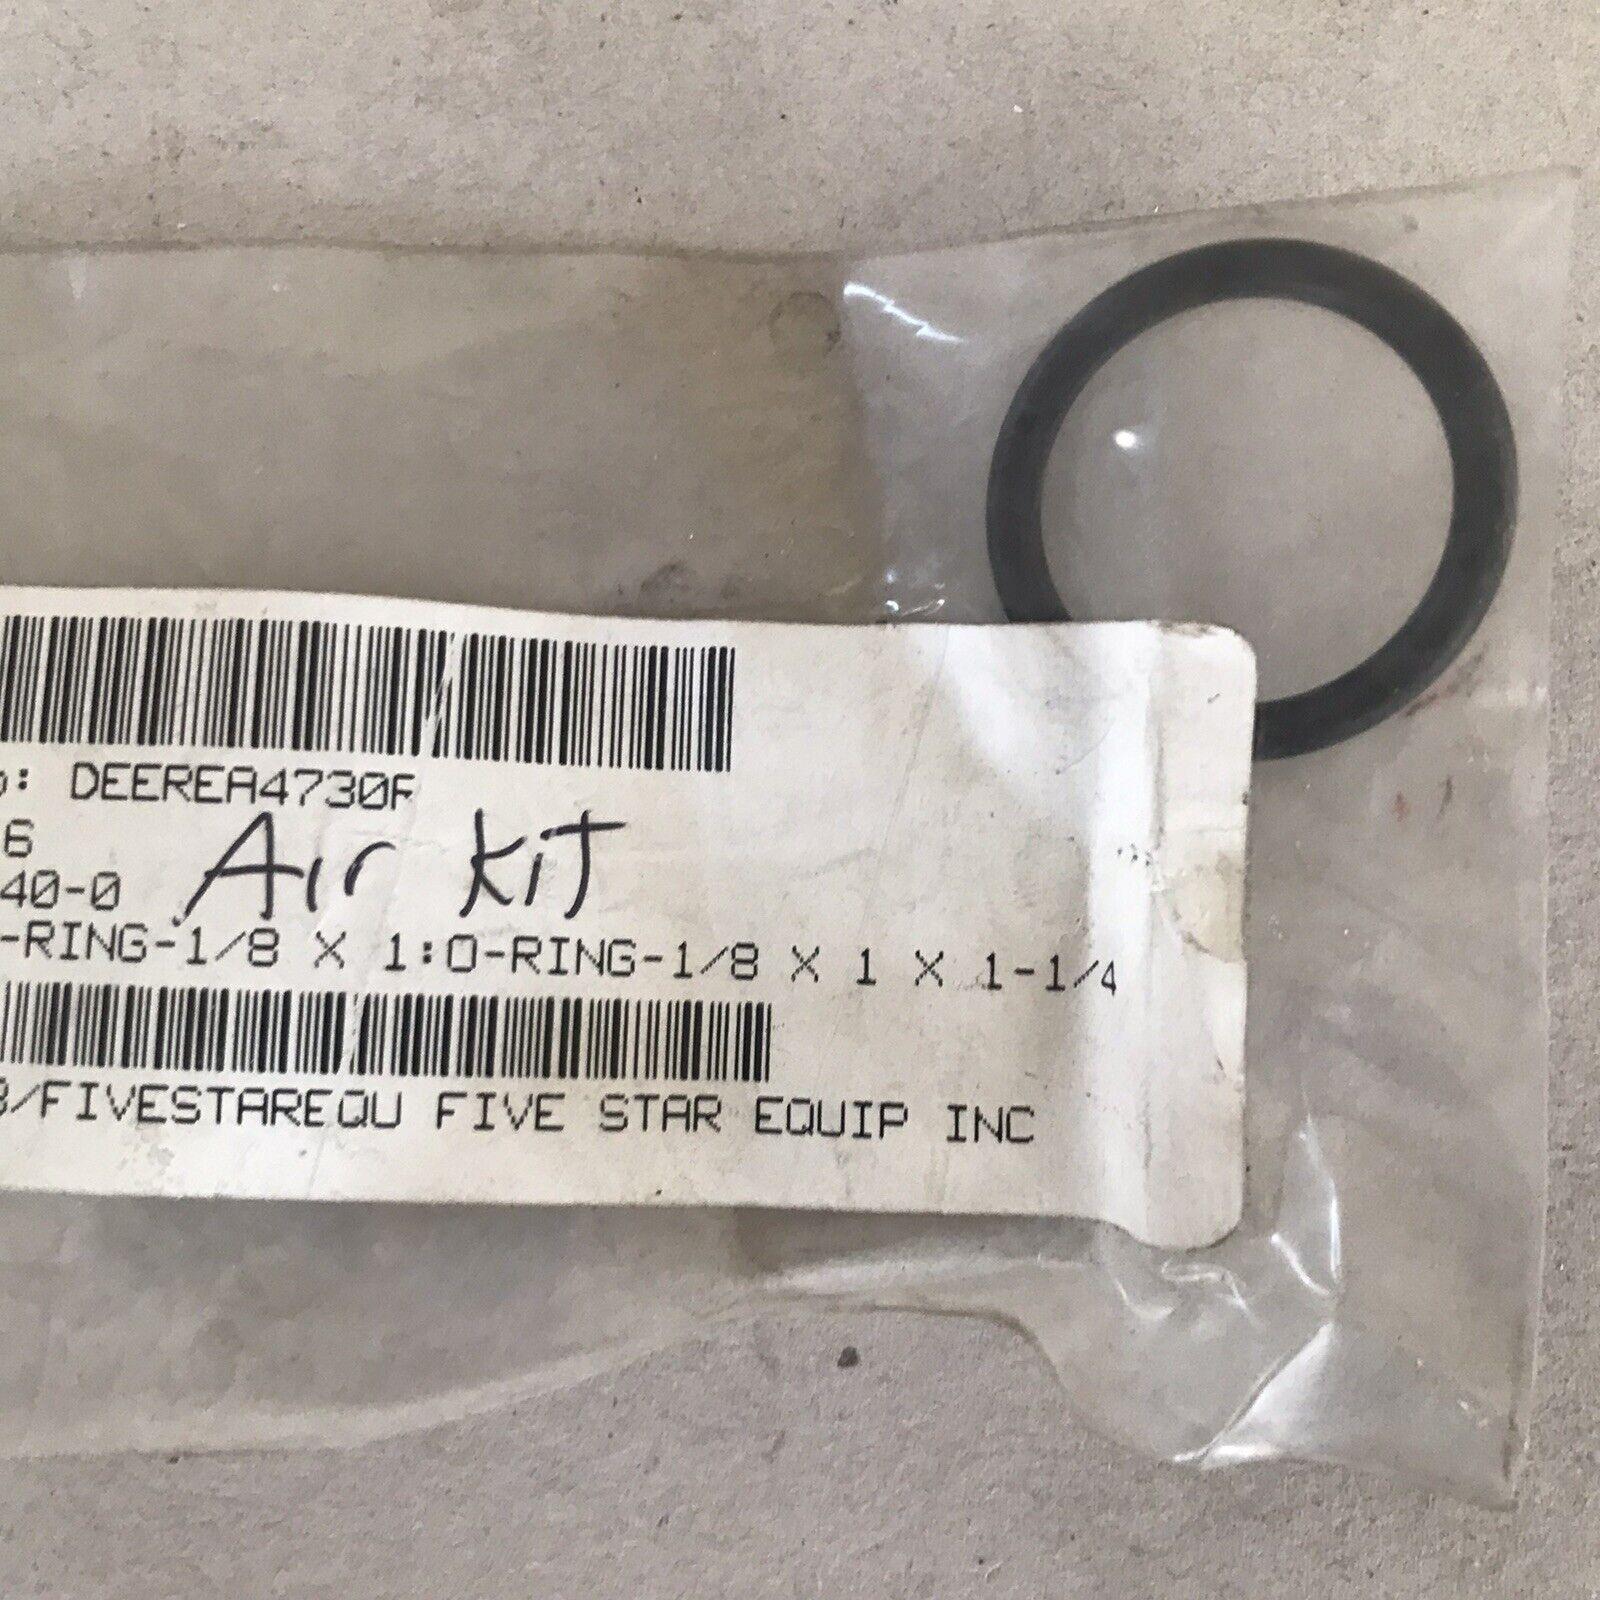 : DEEREA4730F
6
40-0
Air Kit
-RING-1/8 X 1:O-RING-1/8 X 1 X 1-1/4
/FIVESTAREQU FIVE STAR EQUIP INC